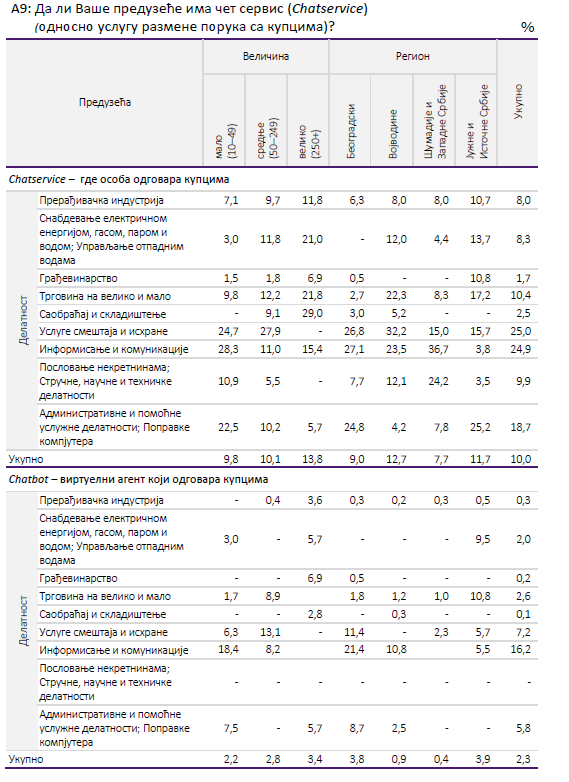 А9: Да ли Ваше предузеће има чет сервис (Chatservice)
(односно услугу размене порука са купцима)? %
Предузећа Величина Регион Укупно
мало (10–49) средње (50–249) велико (250+) Београдски Војводине Шумадије и Западне Србије Јужне и Источне Србије
Chatservice – где особа одговара купцима
Делатност
Прерађивачка индустрија 7,1 9,7 11,8 6,3 8,0 8,0 10,7 8,0
Снабдевање електричном
енергијом, гасом, паром и
водом; Управљање отпадним
водама 3,0 11,8 21,0 - 12,0 4,4 13,7 8,3
Грађевинарство 1,5 1,8 6,9 0,5 - - 10,8 1,7
Трговина на велико и мало 9,8 12,2 21,8 2,7 22,3 8,3 17,2 10,4
Саобраћај и складиштење - 9,1 29,0 3,0 5,2 - - 2,5
Услуге смештаја и исхране 24,7 27,9 - 26,8 32,2 15,0 15,7 25,0
Информисање и комуникације 28,3 11,0 15,4 27,1 23,5 36,7 3,8 24,9
Пословање некретнинама;
Стручне, научне и техничке
делатности 10,9 5,5 - 7,7 12,1 24,2 3,5 9,9
Административне и помоћне
услужне делатности; Поправке
компјутера 22,5 10,2 5,7 24,8 4,2 7,8 25,2 18,7
Укупно 9,8 10,1 13,8 9,0 12,7 7,7 11,7 10,0
Chatbot – виртуелни агент који одговара купцима
Делатност
Прерађивачка индустрија - 0,4 3,6 0,3 0,2 0,3 0,5 0,3
Снабдевање електричном
енергијом, гасом, паром и
водом; Управљање отпадним
водама 3,0 - 5,7 - - - 9,5 2,0
Грађевинарство - - 6,9 0,5 - - - 0,2
Трговина на велико и мало 1,7 8,9 - 1,8 1,2 1,0 10,8 2,6
Саобраћај и складиштење - - 2,8 - 0,3 - - 0,1
Услуге смештаја и исхране 6,3 13,1 - 11,4 - 2,3 5,7 7,2
Информисање и комуникације 18,4 8,2 21,4 10,8 5,5 16,2
Пословање некретнинама;
Стручне, научне и техничке
делатности - - - - - - - -
Административне и помоћне
услужне делатности; Поправке
компјутера 7,5 - 5,7 8,7 2,5 - - 5,8
Укупно 2,2 2,8 3,4 3,8 0,9 0,4 3,9 2,3